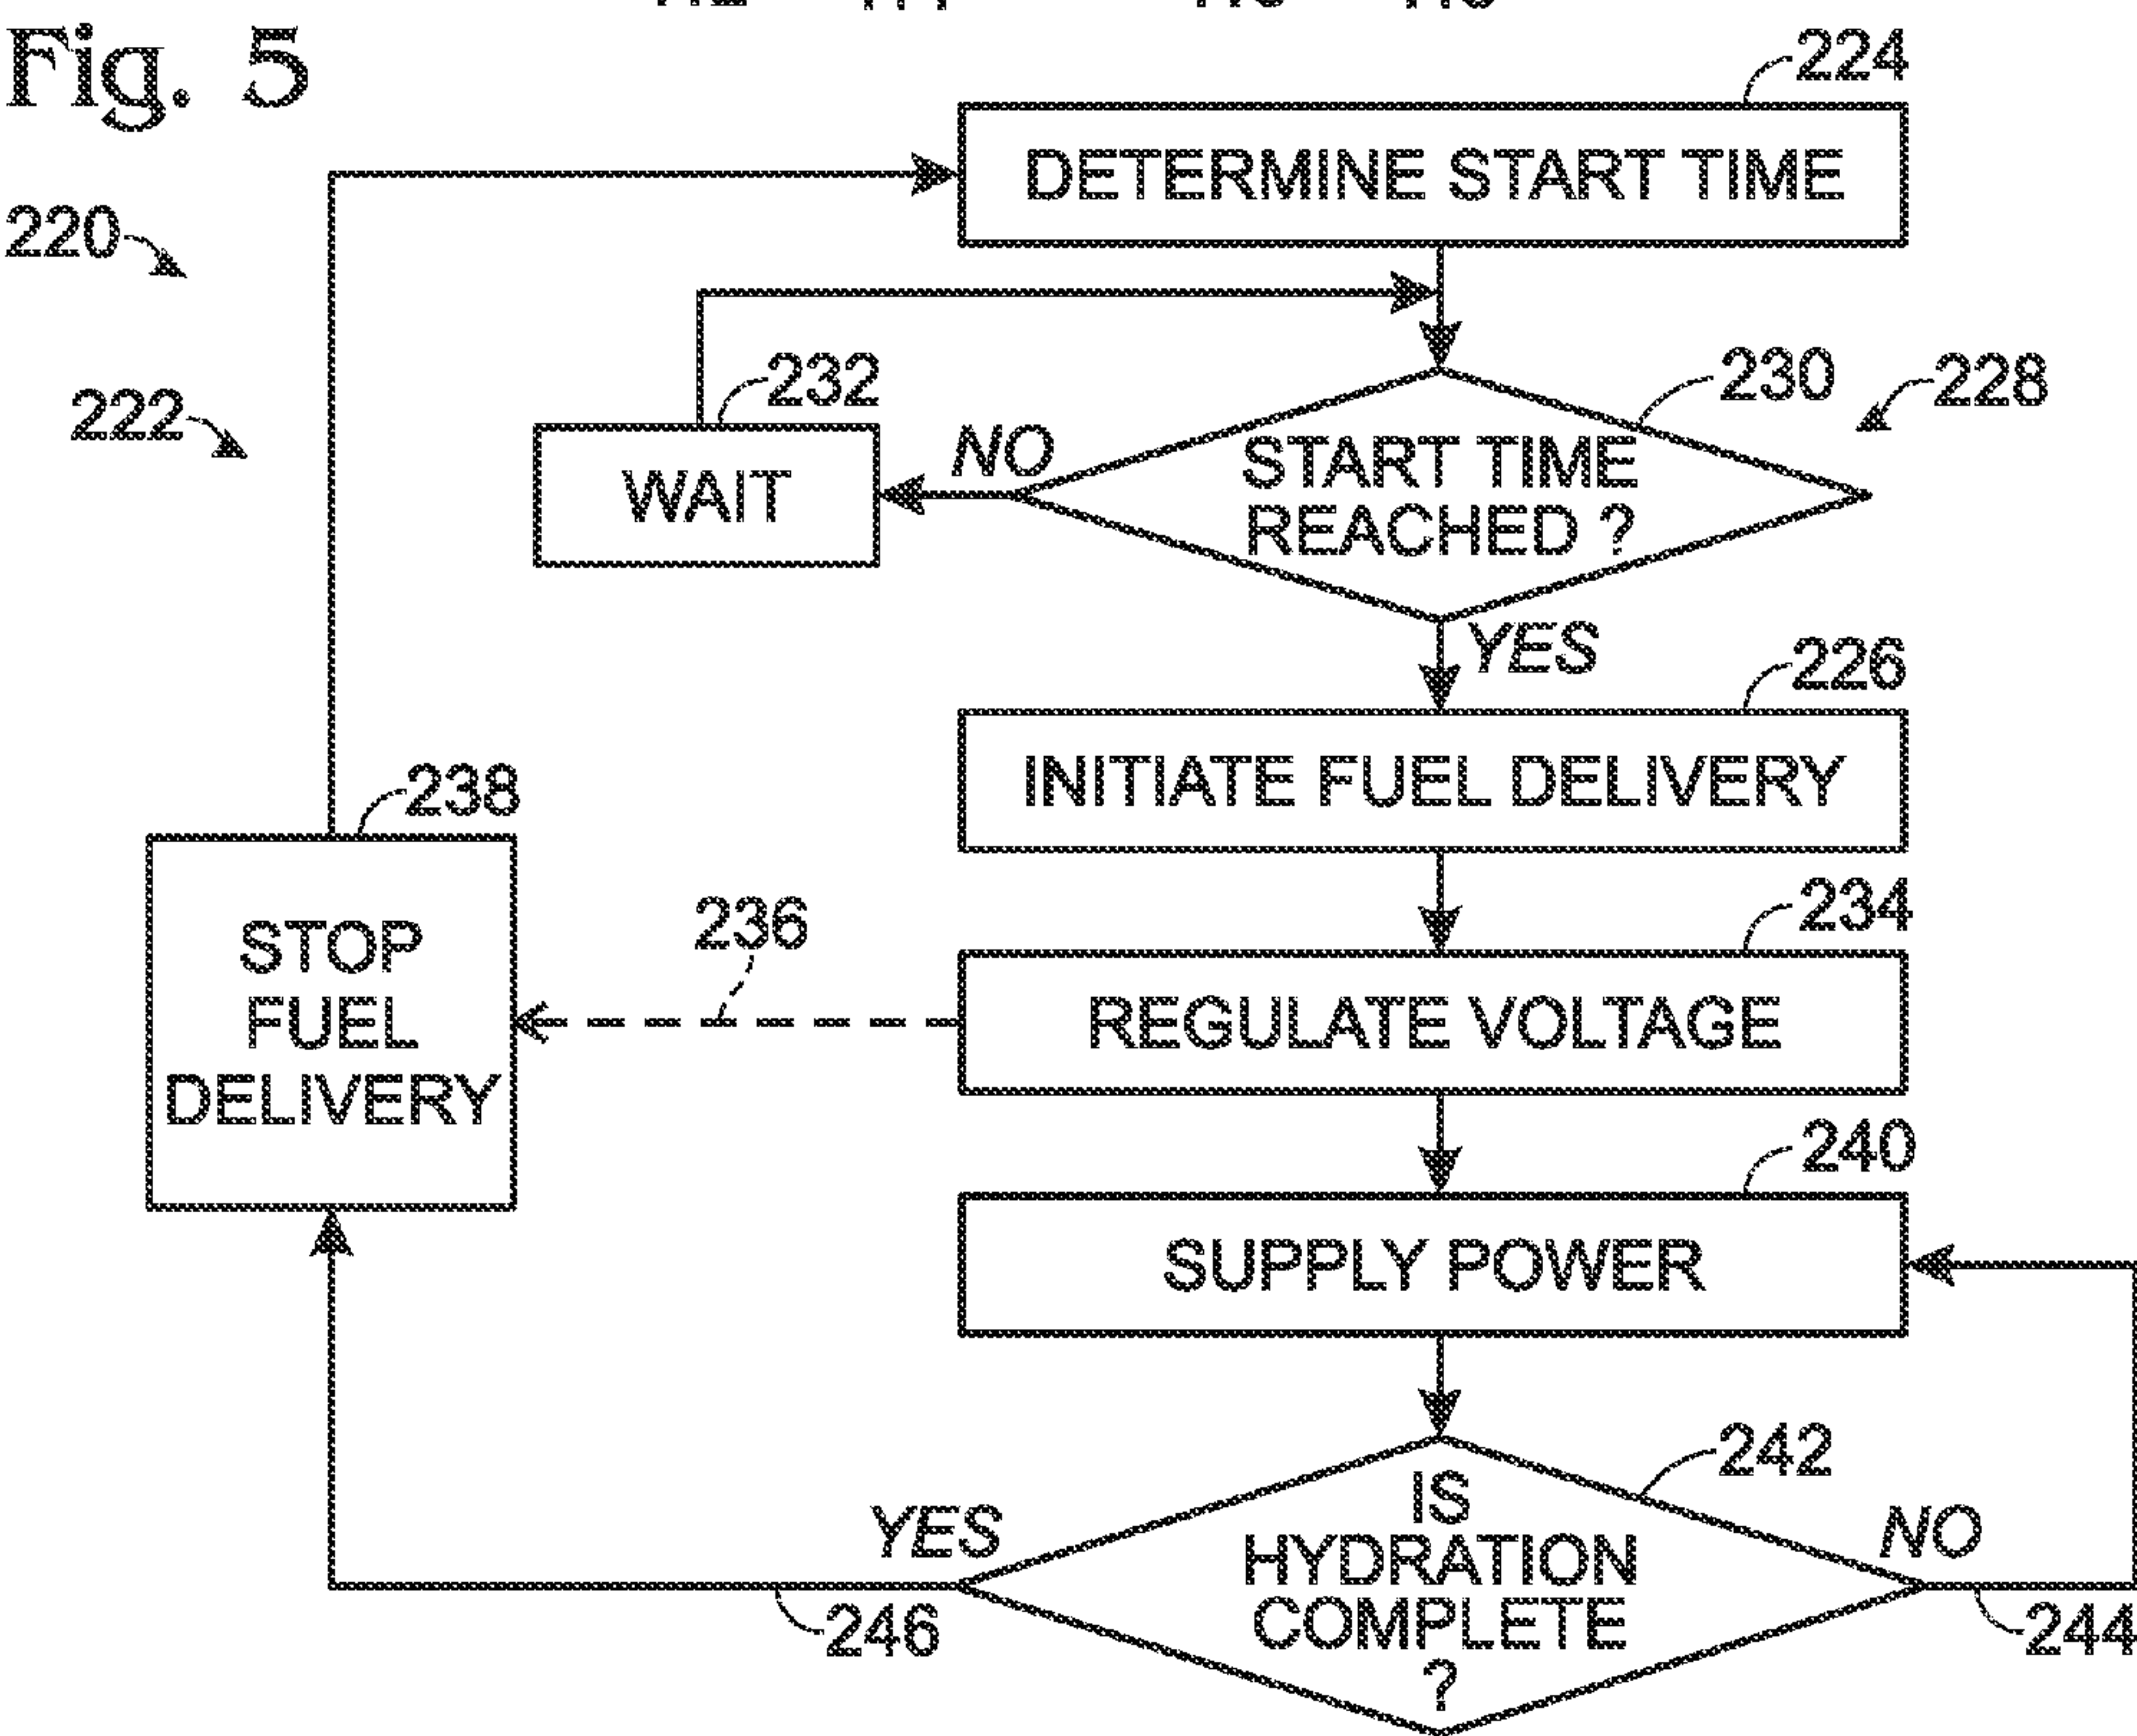 Fig. 5
224
DETERMINE START TIME
220
232
230
228
222
NO
START TIME
WAIT
REACHED ?
YES
226
INITIATE FUEL DELIVERY
238
234
236
STOP
FUEL
DELIVERY
REGULATE VOLTAGE
240
SUPPLY POWER
242
IS
YES
HYDRATION
NO
COMPLETE
246
244
?